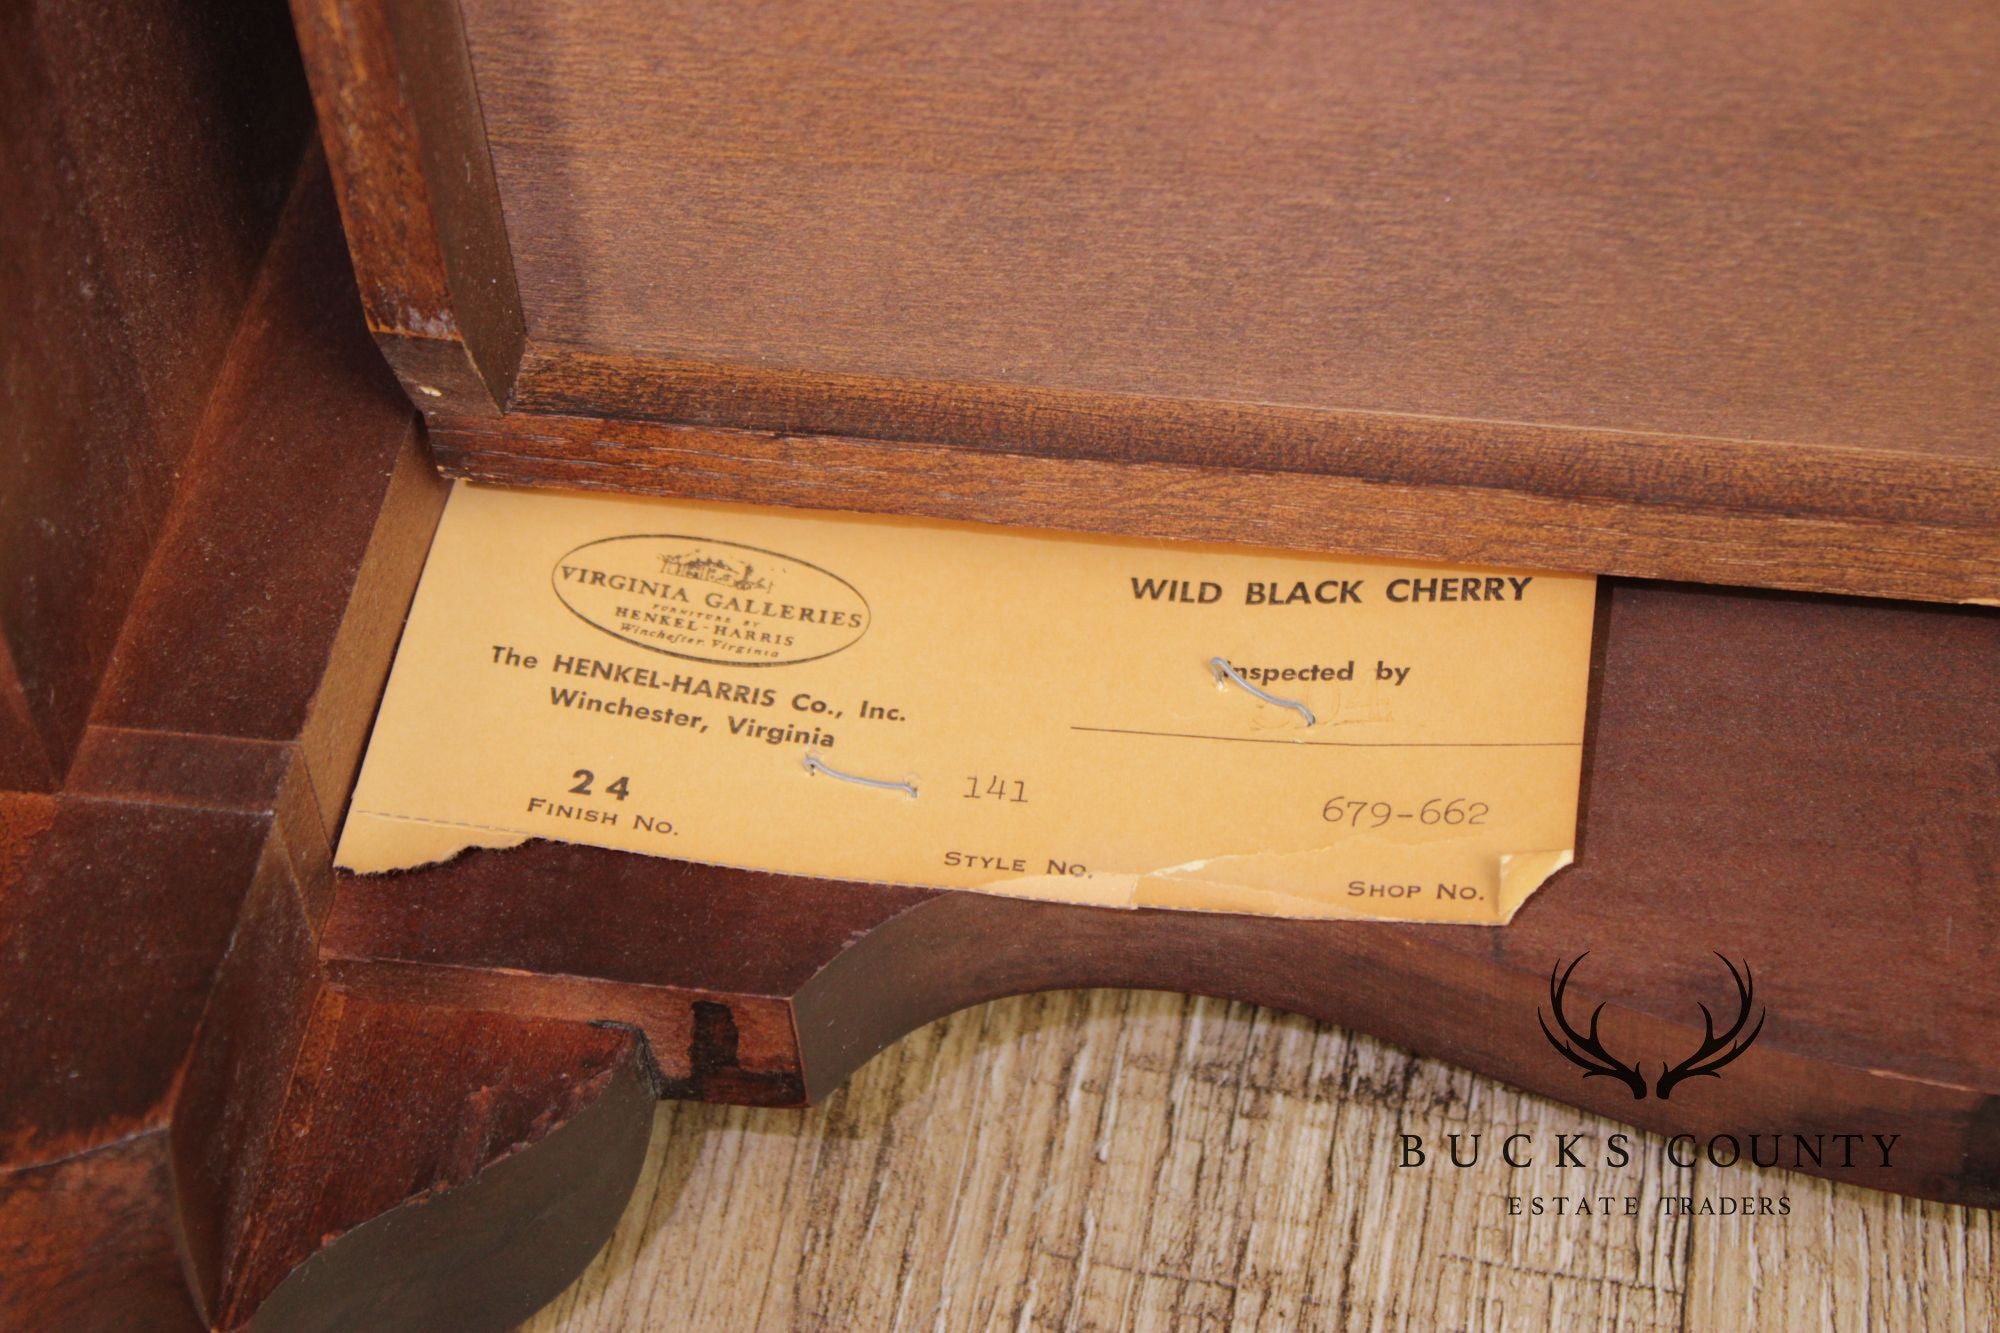 VIRGINIA GALLERIES
FURNITURE BY
HENKEL-HARRIS
Winchester, Virginia
The HENKEL-HARRIS Co., Inc.
Winchester, Virginia
24
FINISH NO.
141
STYLE NO.
WILD BLACK CHERRY
Inspected by
679-662
SHOP NO.
BUCKS COUNTY
ESTATE TRADERS